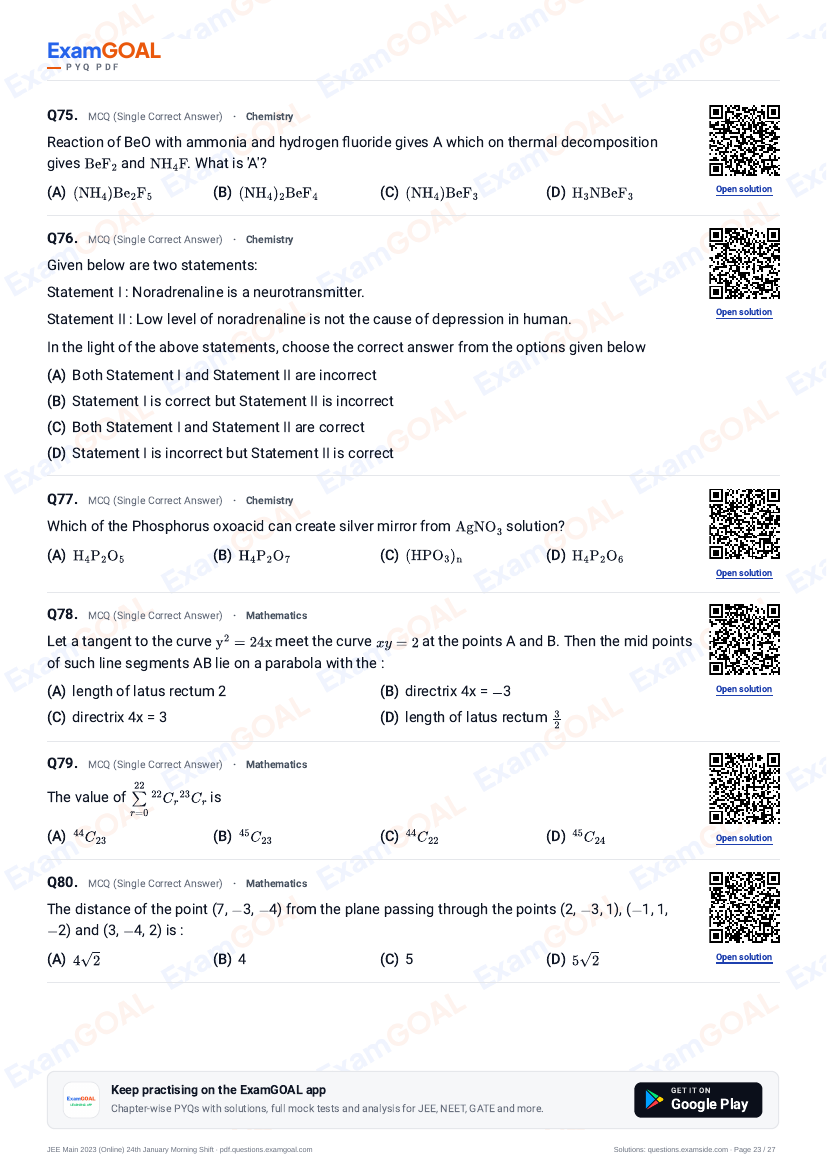 ExamGOAL
PYQ PDF
Q75. MCQ (Single Correct Answer) · Chemistry
Reaction of BeO with ammonia and hydrogen fluoride gives A which on thermal decomposition
gives BeF₂ and NH₄F. What is 'A'?
(A) (NH₄)Be₂F₅ (B) (NH₄)₂BeF₄ (C) (NH₄)BeF₃ (D) H₃NBeF₃
Open solution
Q76. MCQ (Single Correct Answer) · Chemistry
Given below are two statements:
Statement I : Noradrenaline is a neurotransmitter.
Statement II : Low level of noradrenaline is not the cause of depression in human.
In the light of the above statements, choose the correct answer from the options given below
(A) Both Statement I and Statement II are incorrect
(B) Statement I is correct but Statement II is incorrect
(C) Both Statement I and Statement II are correct
(D) Statement I is incorrect but Statement II is correct
Open solution
Q77. MCQ (Single Correct Answer) · Chemistry
Which of the Phosphorus oxoacid can create silver mirror from AgNO₃ solution?
(A) H₄P₂O₅ (B) H₄P₂O₇ (C) (HPO₃)ₙ (D) H₄P₂O₆
Open solution
Q78. MCQ (Single Correct Answer) · Mathematics
Let a tangent to the curve y² = 24x meet the curve xy = 2 at the points A and B. Then the mid points
of such line segments AB lie on a parabola with the :
(A) length of latus rectum 2 (B) directrix 4x = −3
(C) directrix 4x = 3 (D) length of latus rectum 3/2
Open solution
Q79. MCQ (Single Correct Answer) · Mathematics
The value of ∑_{r=0}^{22} ²²Cᵣ ²³Cᵣ is
(A) ⁴⁴C₂₃ (B) ⁴⁵C₂₃ (C) ⁴⁴C₂₂ (D) ⁴⁵C₂₄
Open solution
Q80. MCQ (Single Correct Answer) · Mathematics
The distance of the point (7, −3, −4) from the plane passing through the points (2, −3, 1), (−1, 1,
−2) and (3, −4, 2) is :
(A) 4√2 (B) 4 (C) 5 (D) 5√2
Open solution
ExamGOAL
Keep practising on the ExamGOAL app
Chapter-wise PYQs with solutions, full mock tests and analysis for JEE, NEET, GATE and more.
GET IT ON
Google Play
JEE Main 2023 (Online) 24th January Morning Shift · pdf.questions.examgoal.com
Solutions: questions.examside.com · Page 23 / 27